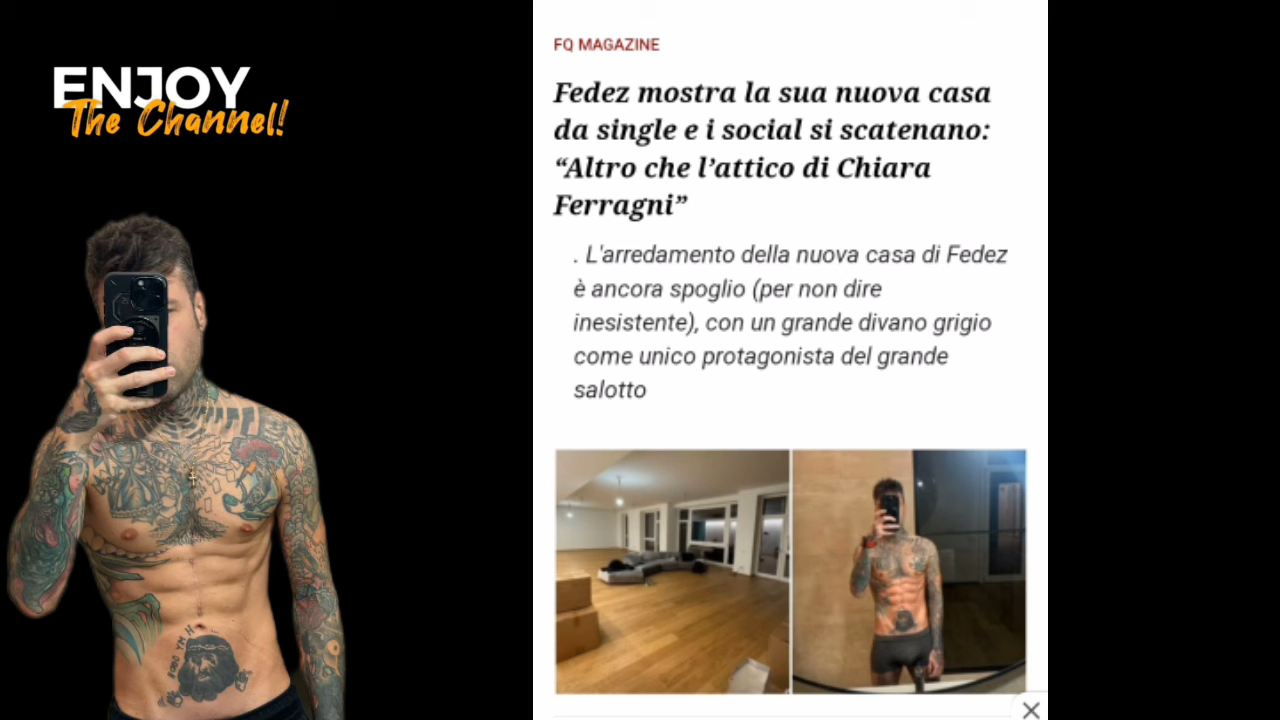 ENJOY
The Channel!
FQ MAGAZINE
Fedez mostra la sua nuova casa
da single e i social si scatenano:
“Altro che l’attico di Chiara
Ferragni”
. L'arredamento della nuova casa di Fedez
è ancora spoglio (per non dire
inesistente), con un grande divano grigio
come unico protagonista del grande
salotto